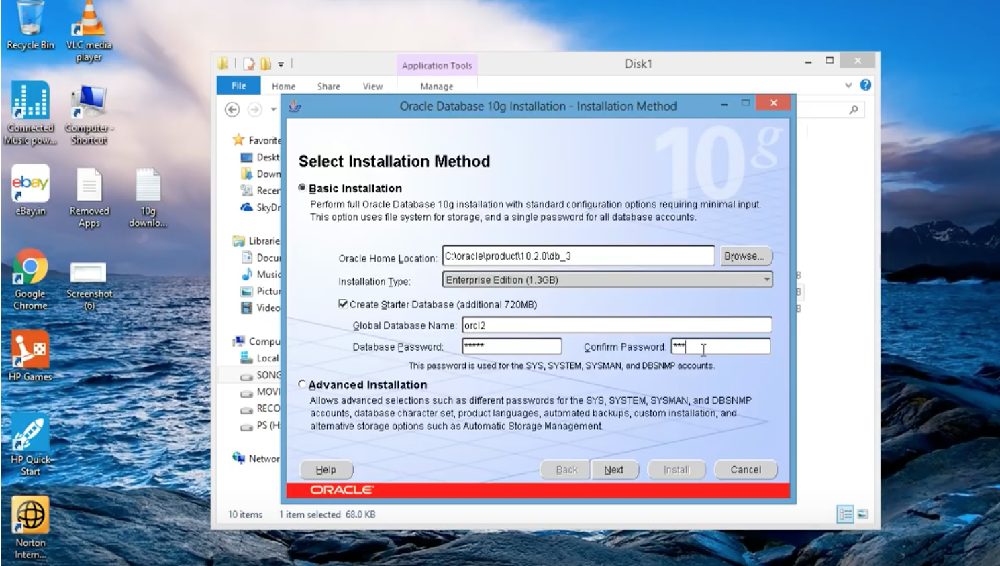 Recycle Bin
VLC media player
Connected Music pow...
Computer - Shortcut
ebay
eBay.in
Removed Apps
10g downlo...
Google Chrome
Screenshot (6)
HP Games
HP Quick Start
Norton Intern...
Application Tools
Disk1
File Home Share View Manage
Favorite
Deskt
Down
Recen
SkyDr
Librarie
Docu
Music
Pictu
Video
Compu
Local
SONG
MOVI
RECO
PS (H
Networ
B
B
B
10 items 1 item selected 68.0 KB
Oracle Database 10g Installation - Installation Method
10g
Select Installation Method
Basic Installation
Perform full Oracle Database 10g installation with standard configuration options requiring minimal input.
This option uses file system for storage, and a single password for all database accounts.
Oracle Home Location: C:\oracle\product\10.2.0\db_3 Browse...
Installation Type: Enterprise Edition (1.3GB)
Create Starter Database (additional 720MB)
Global Database Name: orcl2
Database Password: ***** Confirm Password: ***
This password is used for the SYS, SYSTEM, SYSMAN, and DBSNMP accounts.
Advanced Installation
Allows advanced selections such as different passwords for the SYS, SYSTEM, SYSMAN, and DBSNMP
accounts, database character set, product languages, automated backups, custom installation, and
alternative storage options such as Automatic Storage Management.
Help Back Next Install Cancel
ORACLE